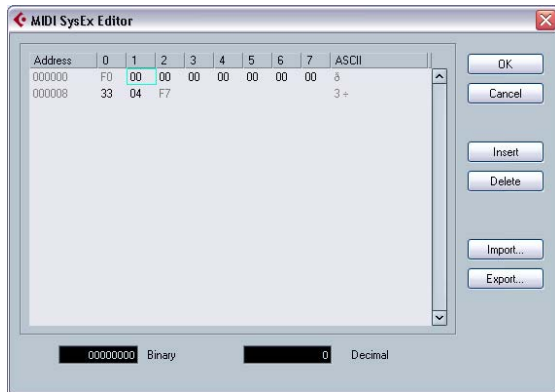 MIDI SysEx Editor
Address 0 1 2 3 4 5 6 7 ASCII
000000 F0 00 00 00 00 00 00 00 ð
000008 33 04 F7 3 ÷
OK
Cancel
Insert
Delete
Import...
Export...
00000000 Binary 0 Decimal